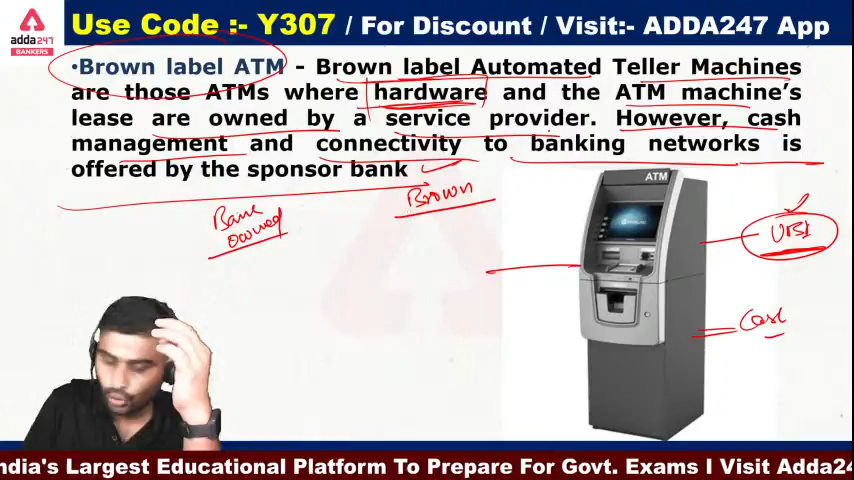 Use Code :- Y307 / For Discount / Visit:- ADDA247 App
adda247
BANKERS
•Brown label ATM - Brown label Automated Teller Machines
are those ATMs where hardware and the ATM machine's
lease are owned by a service provider. However, cash
management and connectivity to banking networks is
offered by the sponsor bank
Brown
Bank
owned
ATM
UBI
Cash
ndia's Largest Educational Platform To Prepare For Govt. Exams I Visit Adda24